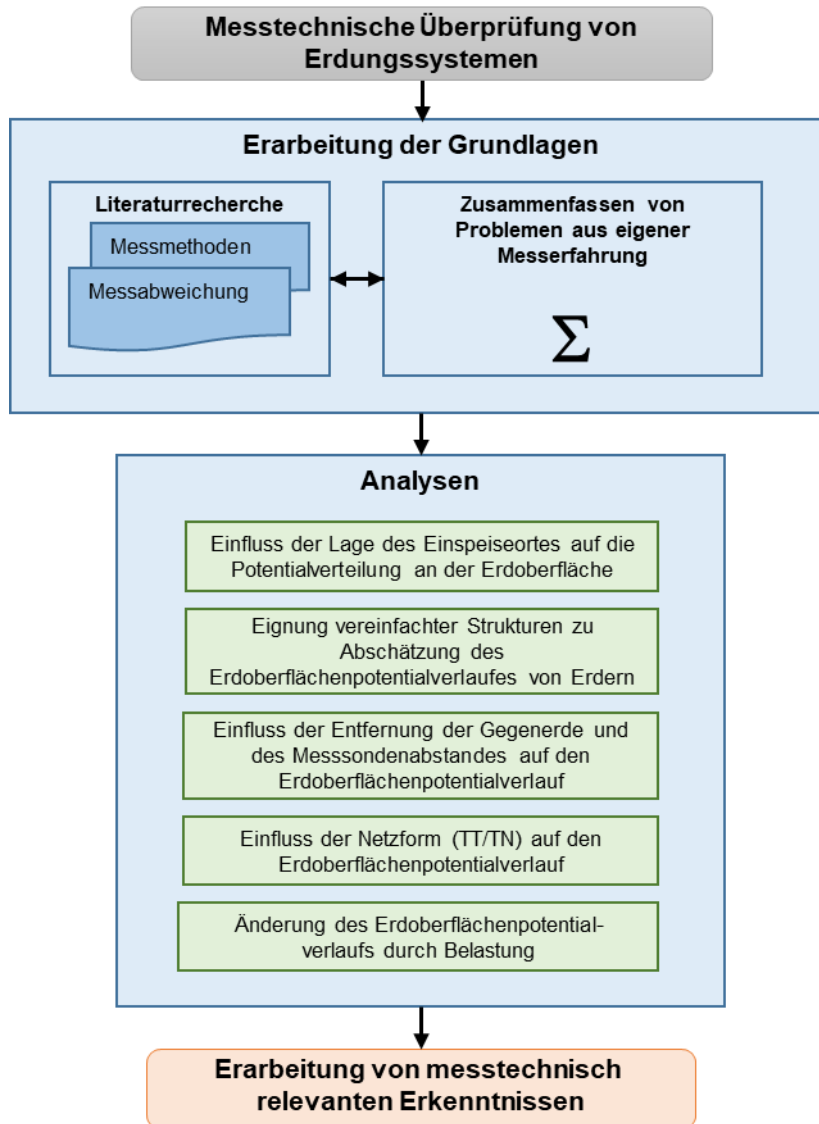 Messtechnische Überprüfung von
Erdungssystemen
Erarbeitung der Grundlagen
Literaturrecherche
Messmethoden
Messabweichung
Zusammenfassen von
Problemen aus eigener
Messerfahrung
Σ
Analysen
Einfluss der Lage des Einspeiseortes auf die
Potentialverteilung an der Erdoberfläche
Eignung vereinfachter Strukturen zu
Abschätzung des
Erdoberflächenpotentialverlaufes von Erdern
Einfluss der Entfernung der Gegenerde und
des Messsondenabstandes auf den
Erdoberflächenpotentialverlauf
Einfluss der Netzform (TT/TN) auf den
Erdoberflächenpotentialverlauf
Änderung des Erdoberflächenpotential-
verlaufs durch Belastung
Erarbeitung von messtechnisch
relevanten Erkenntnissen